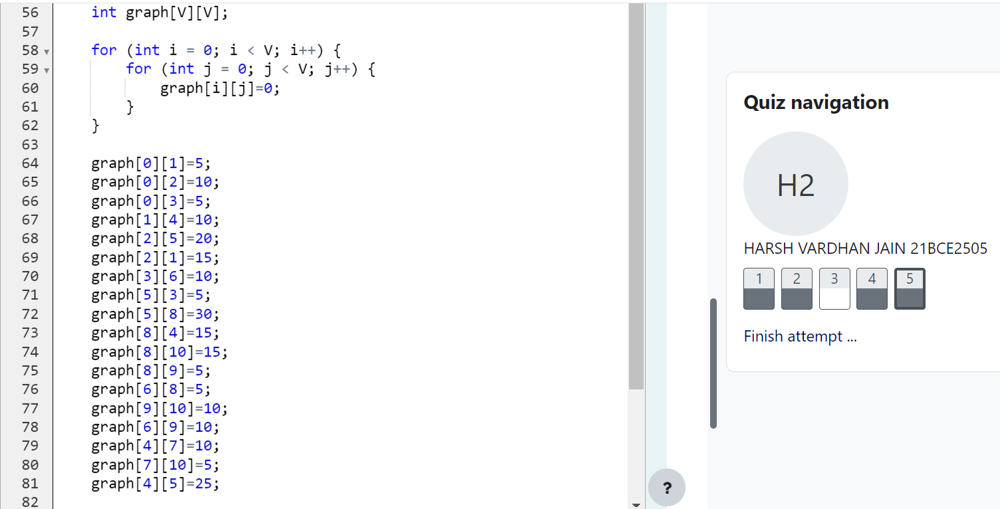 56 int graph[V][V];
57
58 for (int i = 0; i < V; i++) {
59 for (int j = 0; j < V; j++) {
60 graph[i][j]=0;
61 }
62 }
63
64 graph[0][1]=5;
65 graph[0][2]=10;
66 graph[0][3]=5;
67 graph[1][4]=10;
68 graph[2][5]=20;
69 graph[2][1]=15;
70 graph[3][6]=10;
71 graph[5][3]=5;
72 graph[5][8]=30;
73 graph[8][4]=15;
74 graph[8][10]=15;
75 graph[8][9]=5;
76 graph[6][8]=5;
77 graph[9][10]=10;
78 graph[6][9]=10;
79 graph[4][7]=10;
80 graph[7][10]=5;
81 graph[4][5]=25;
82
?
Quiz navigation
H2
HARSH VARDHAN JAIN 21BCE2505
1 2 3 4 5
Finish attempt ...